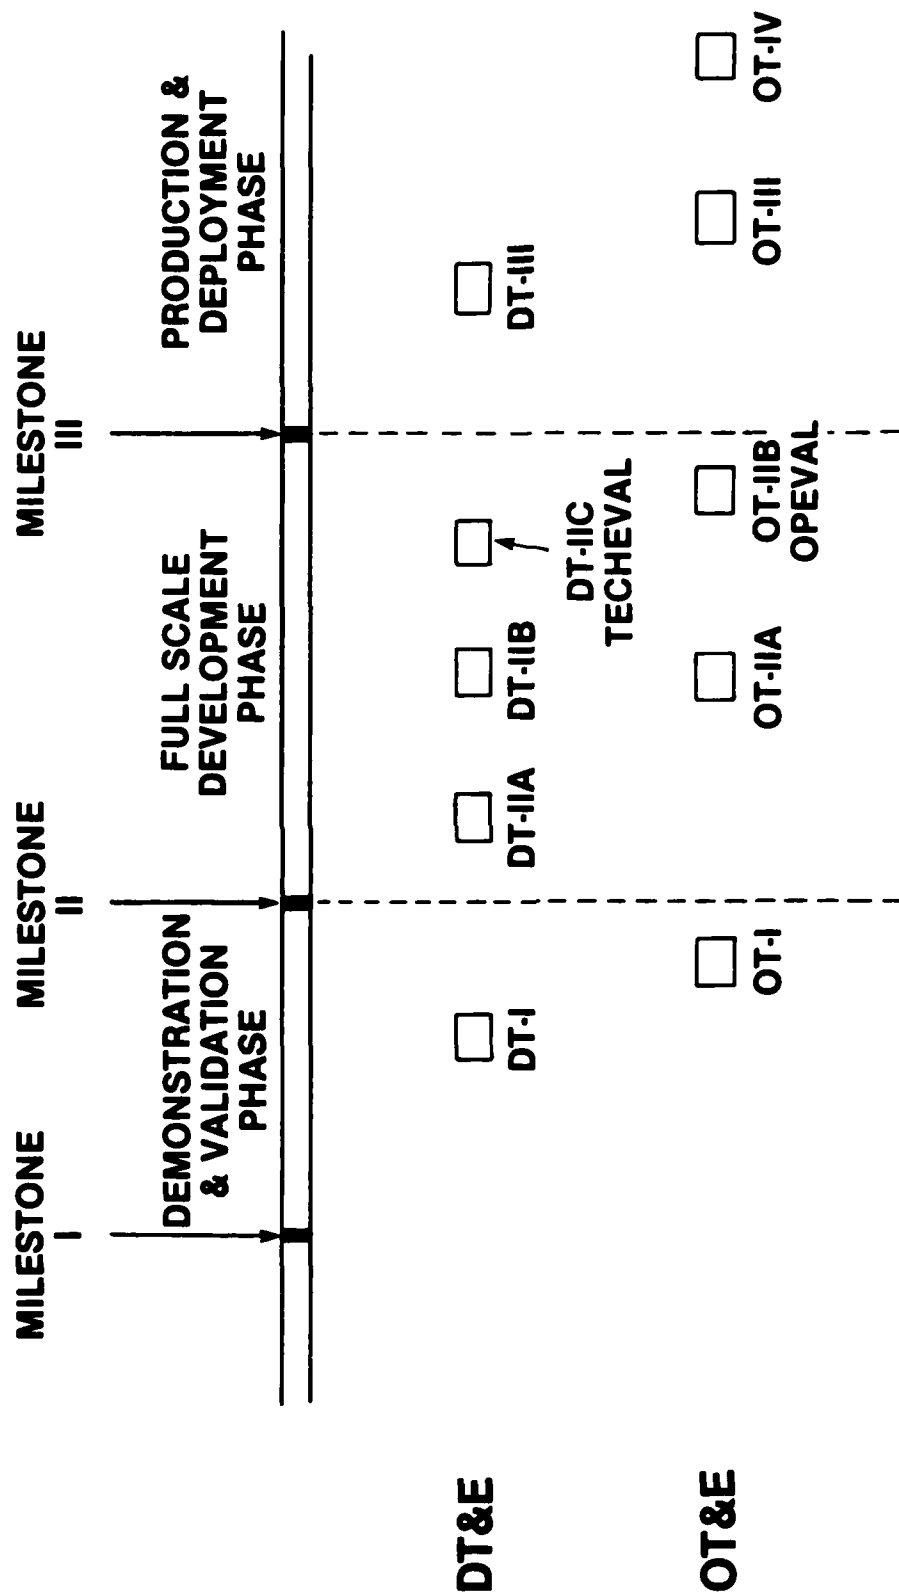 MILESTONE
I
MILESTONE
II
MILESTONE
III
DEMONSTRATION
& VALIDATION
PHASE
FULL SCALE
DEVELOPMENT
PHASE
PRODUCTION &
DEPLOYMENT
PHASE
DT&E
DT-I
DT-IIA
DT-IIB
DT-IIC
TECHEVAL
DT-III
OT&E
OT-I
OT-IIA
OT-IIB
OPEVAL
OT-III
OT-IV